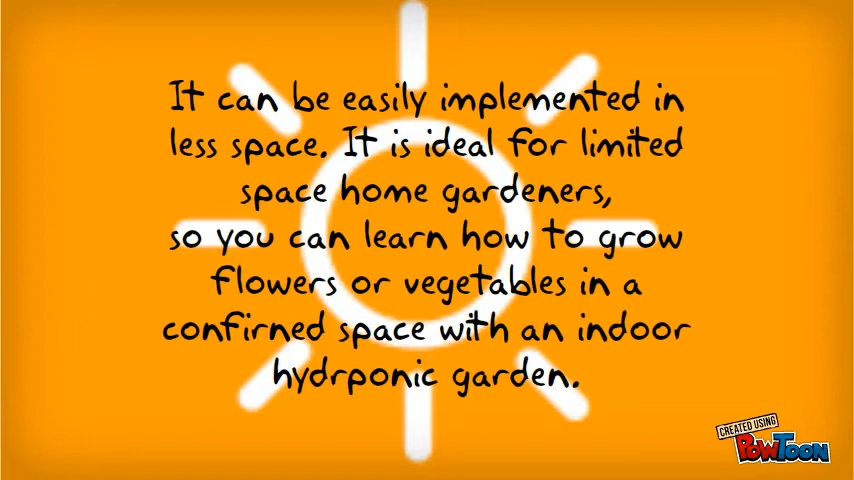 It can be easily implemented in
less space. It is ideal for limited
space home gardeners,
so you can learn how to grow
flowers or vegetables in a
confirned space with an indoor
hydrponic garden.
CREATED USING
POWTOON